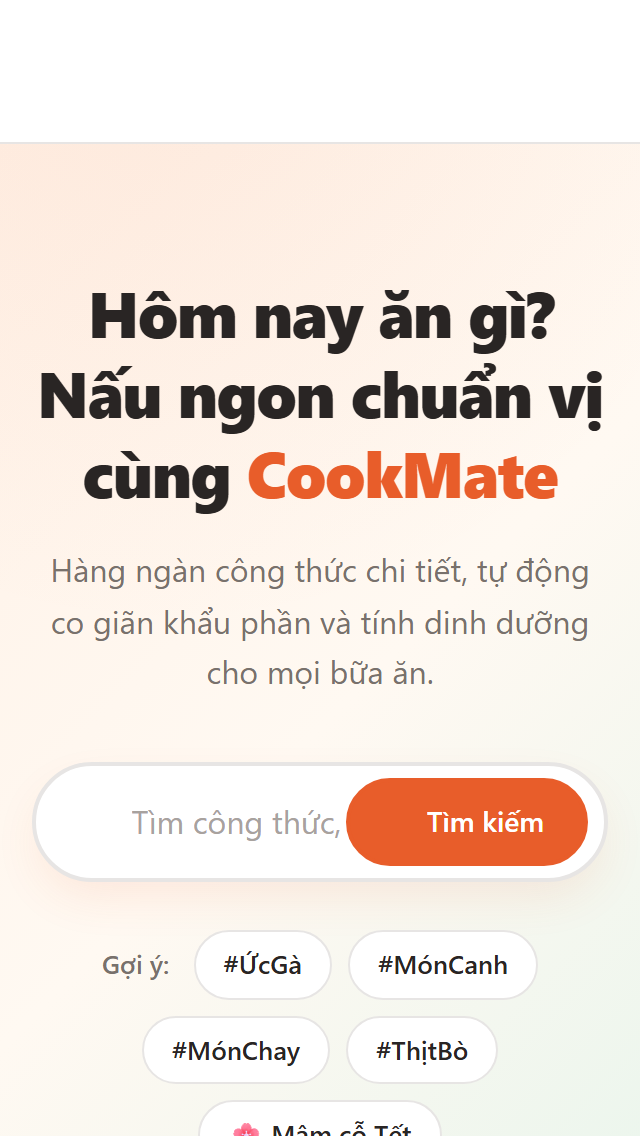 Hôm nay ăn gì?
Nấu ngon chuẩn vị
cùng CookMate
Hàng ngàn công thức chi tiết, tự động
co giãn khẩu phần và tính dinh dưỡng
cho mọi bữa ăn.
Tìm công thức, Tìm kiếm
Gợi ý: #ỨcGà #MónCanh
#MónChay #ThịtBò
🌸 Mâm cỗ Tết